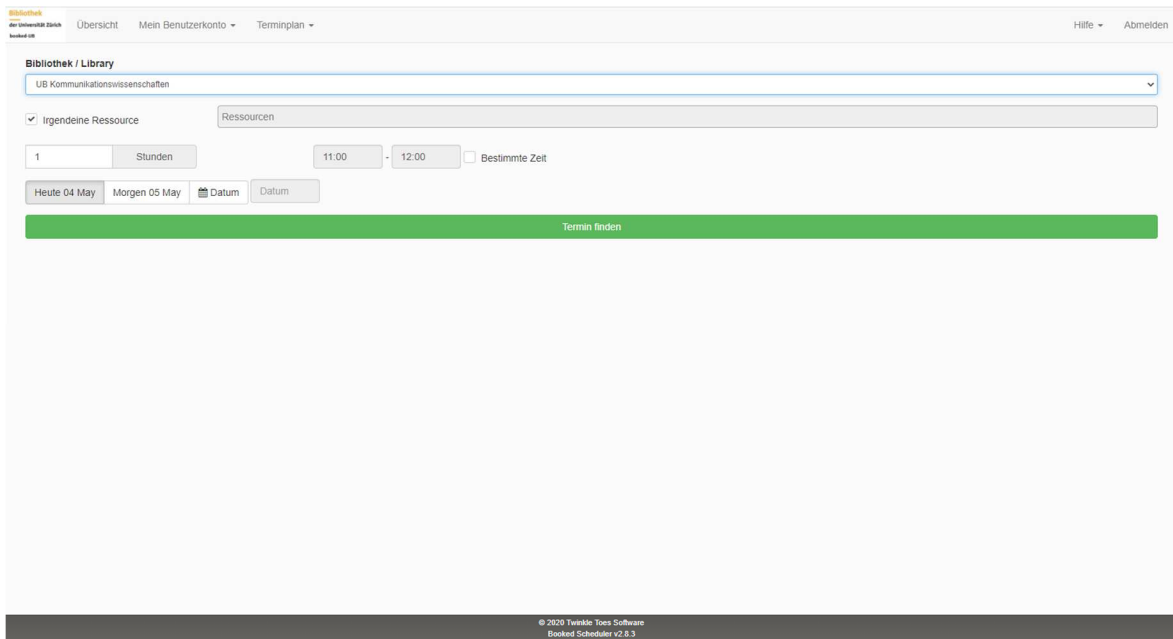 Bibliothek
der Universität Zürich
booked UB
Übersicht Mein Benutzerkonto Terminplan Hilfe Abmelden
Bibliothek / Library
UB Kommunikationswissenschaften
Irgendeine Ressource Ressourcen
1 Stunden 11:00 - 12:00 Bestimmte Zeit
Heute 04 May Morgen 05 May Datum Datum
Termin finden
© 2020 Twinkle Toes Software
Booked Scheduler v2.8.3